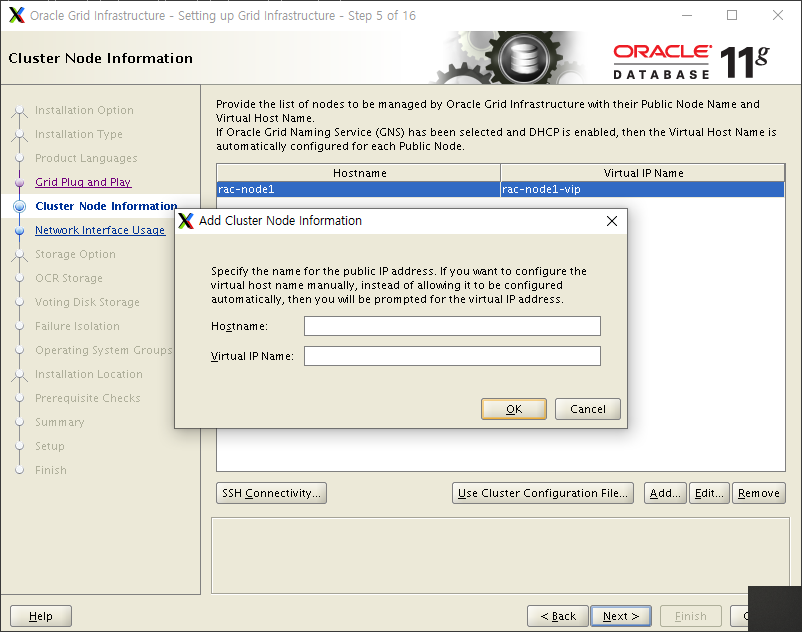 Oracle Grid Infrastructure - Setting up Grid Infrastructure - Step 5 of 16
Cluster Node Information
ORACLE
DATABASE
11g
Installation Option
Installation Type
Product Languages
Grid Plug and Play
Cluster Node Information
Network Interface Usage
Storage Option
OCR Storage
Voting Disk Storage
Failure Isolation
Operating System Groups
Installation Location
Prerequisite Checks
Summary
Setup
Finish
Provide the list of nodes to be managed by Oracle Grid Infrastructure with their Public Node Name and
Virtual Host Name.
If Oracle Grid Naming Service (GNS) has been selected and DHCP is enabled, then the Virtual Host Name is
automatically configured for each Public Node.
Hostname Virtual IP Name
rac-node1 rac-node1-vip
Add Cluster Node Information
Specify the name for the public IP address. If you want to configure the
virtual host name manually, instead of allowing it to be configured
automatically, then you will be prompted for the virtual IP address.
Hostname:
Virtual IP Name:
OK Cancel
SSH Connectivity... Use Cluster Configuration File... Add... Edit... Remove
Help < Back Next > Finish